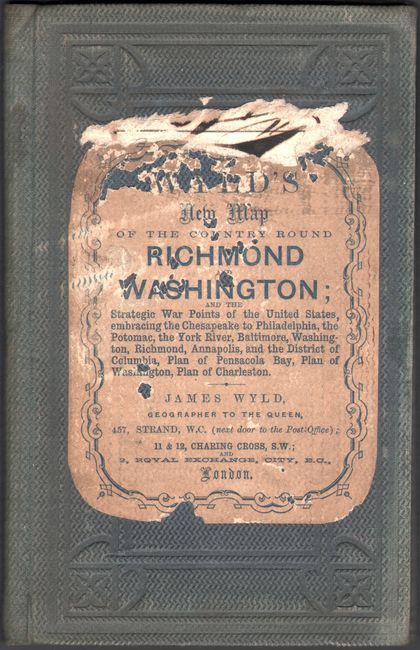 WYLD'S
New Map
OF THE COUNTRY ROUND
RICHMOND
WASHINGTON;
AND THE
Strategic War Points of the United States,
embracing the Chesapeake to Philadelphia, the
Potomac, the York River, Baltimore, Washing-
ton, Richmond, Annapolis, and the District of
Columbia, Plan of Pensacola Bay, Plan of
Washington, Plan of Charleston.
JAMES WYLD,
GEOGRAPHER TO THE QUEEN,
457, STRAND, W.C. (next door to the Post-Office);
11 & 12, CHARING CROSS, S.W.;
AND
2, ROYAL EXCHANGE, CITY, E.C.,
London.